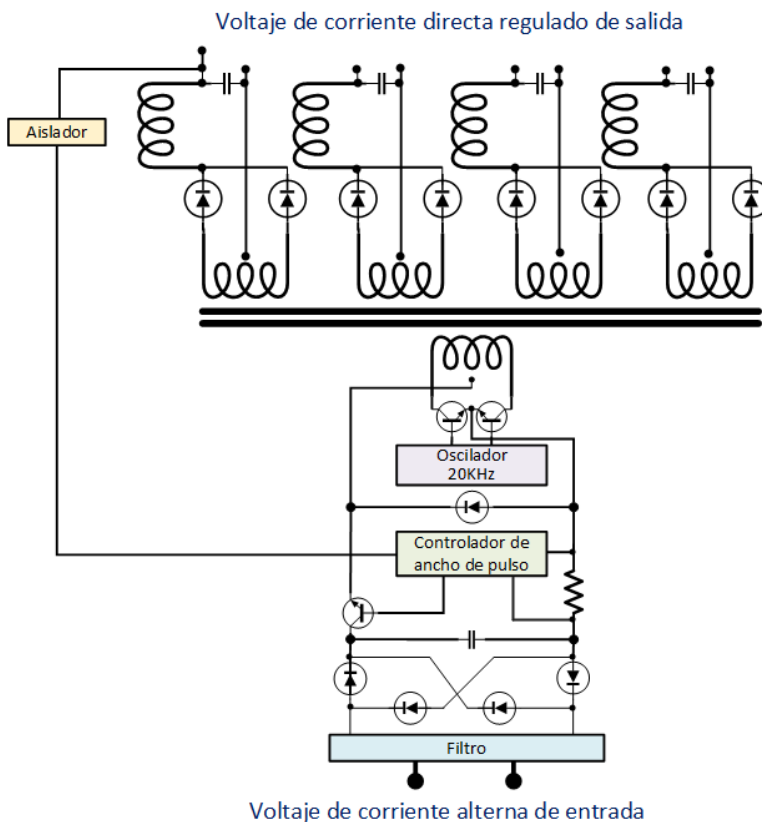 Voltaje de corriente directa regulado de salida
Aislador
Oscilador
20KHz
Controlador de
ancho de pulso
Filtro
Voltaje de corriente alterna de entrada